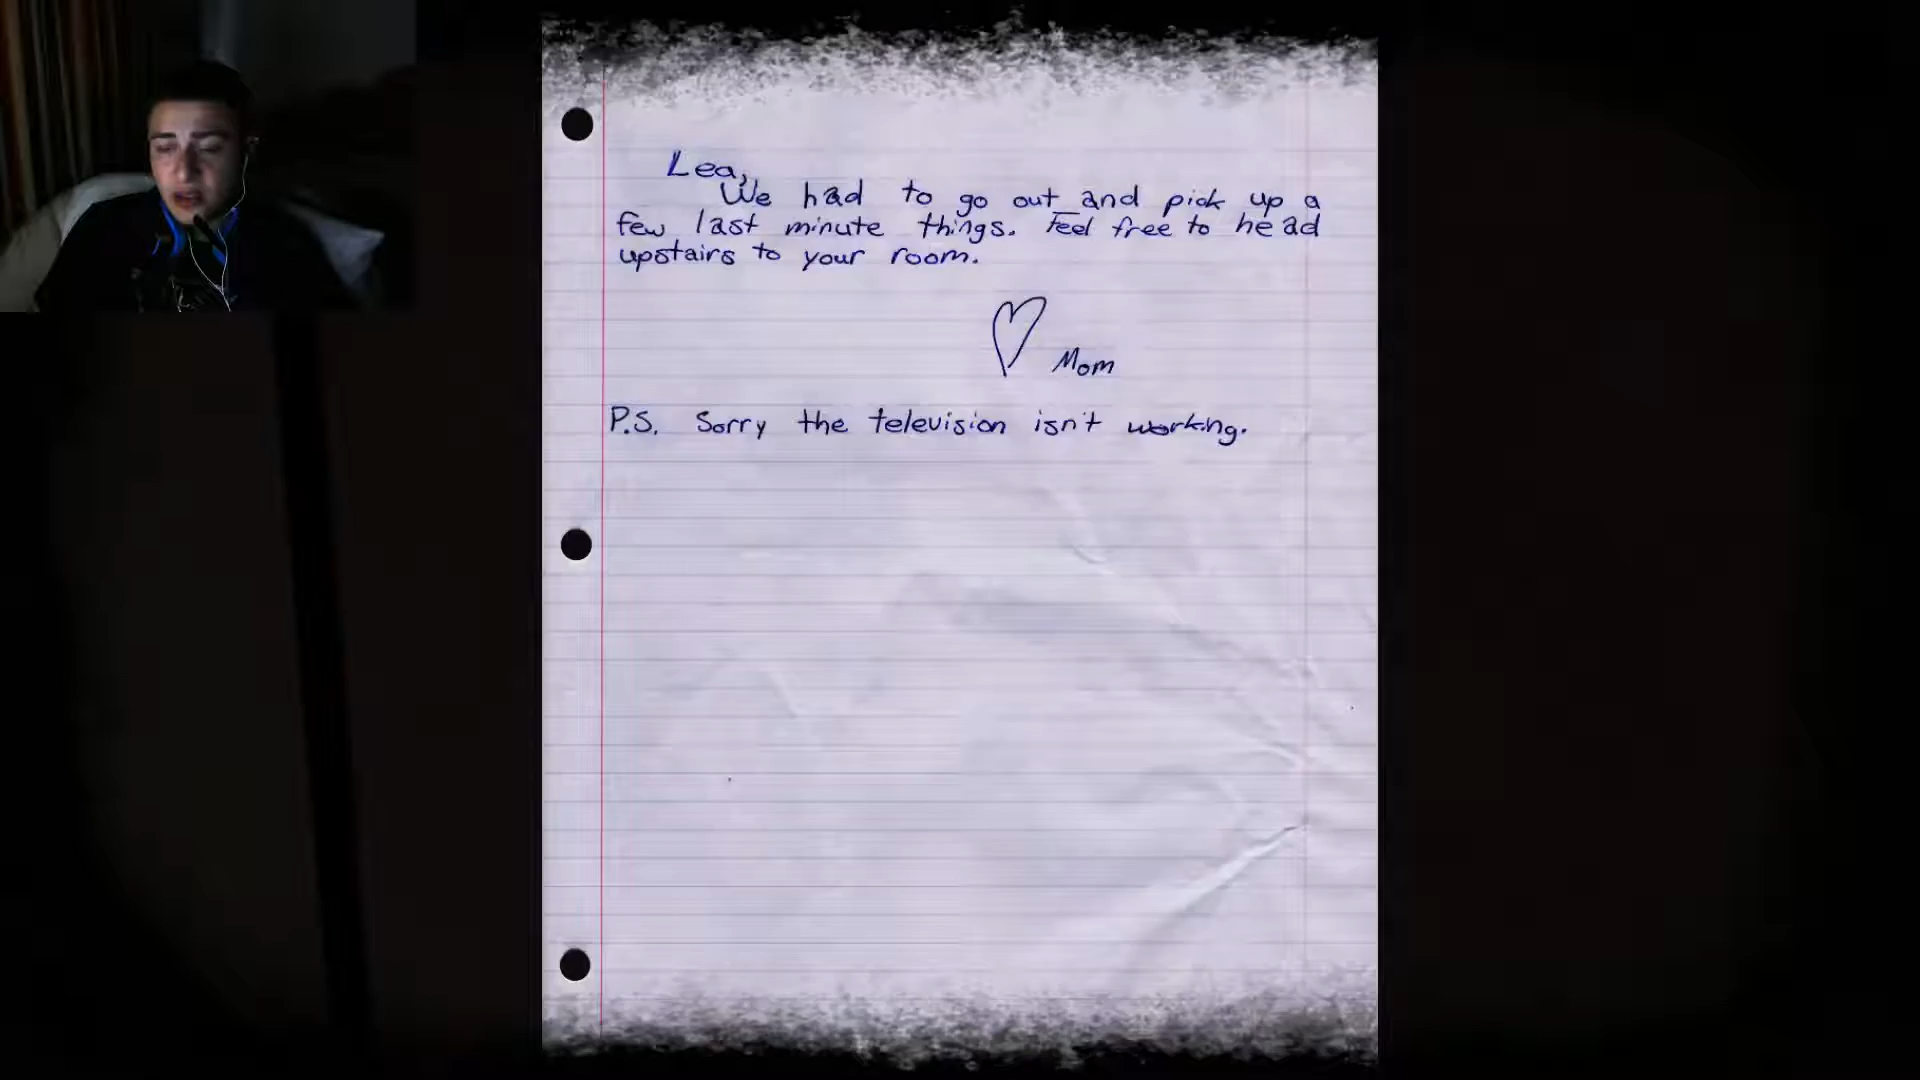 Lea,
We had to go out and pick up a
few last minute things. Feel free to head
upstairs to your room.
Mom
P.S. Sorry the television isn't working.